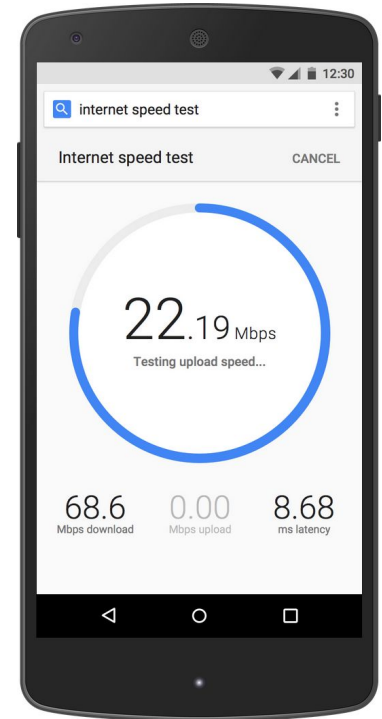 12:30
internet speed test
Internet speed test CANCEL
22.19 Mbps
Testing upload speed...
68.6 0.00 8.68
Mbps download Mbps upload ms latency